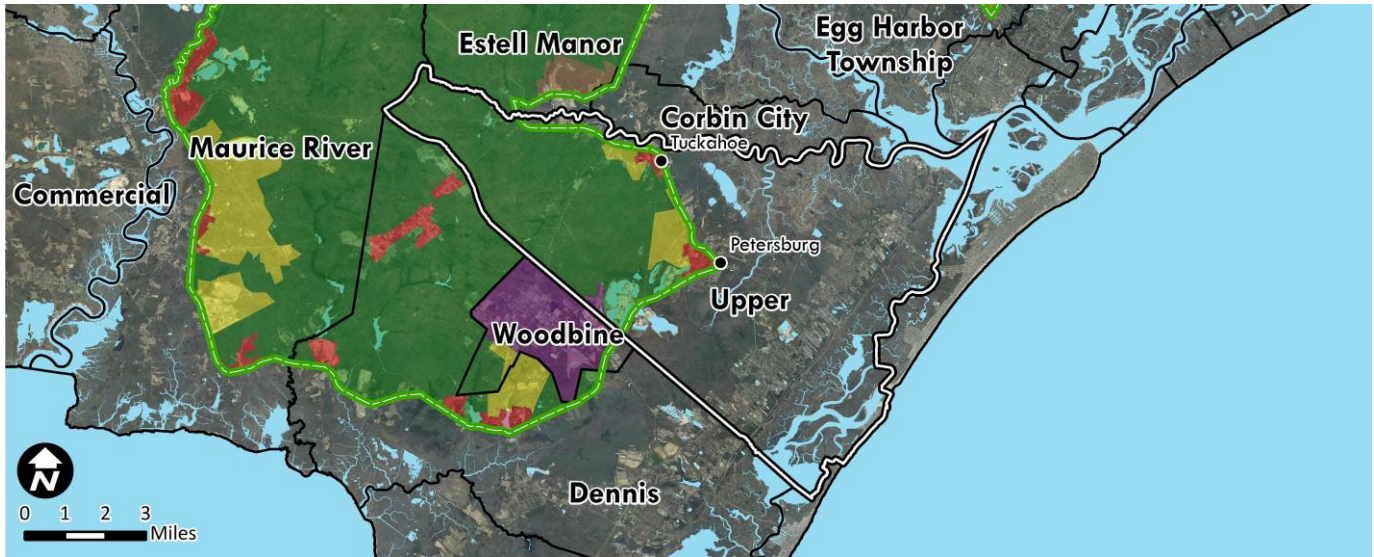 Egg Harbor
Township
Estell Manor
Corbin City
Tuckahoe
Maurice River
Commercial
Petersburg
Upper
Woodbine
Dennis
N
0 1 2 3
Miles